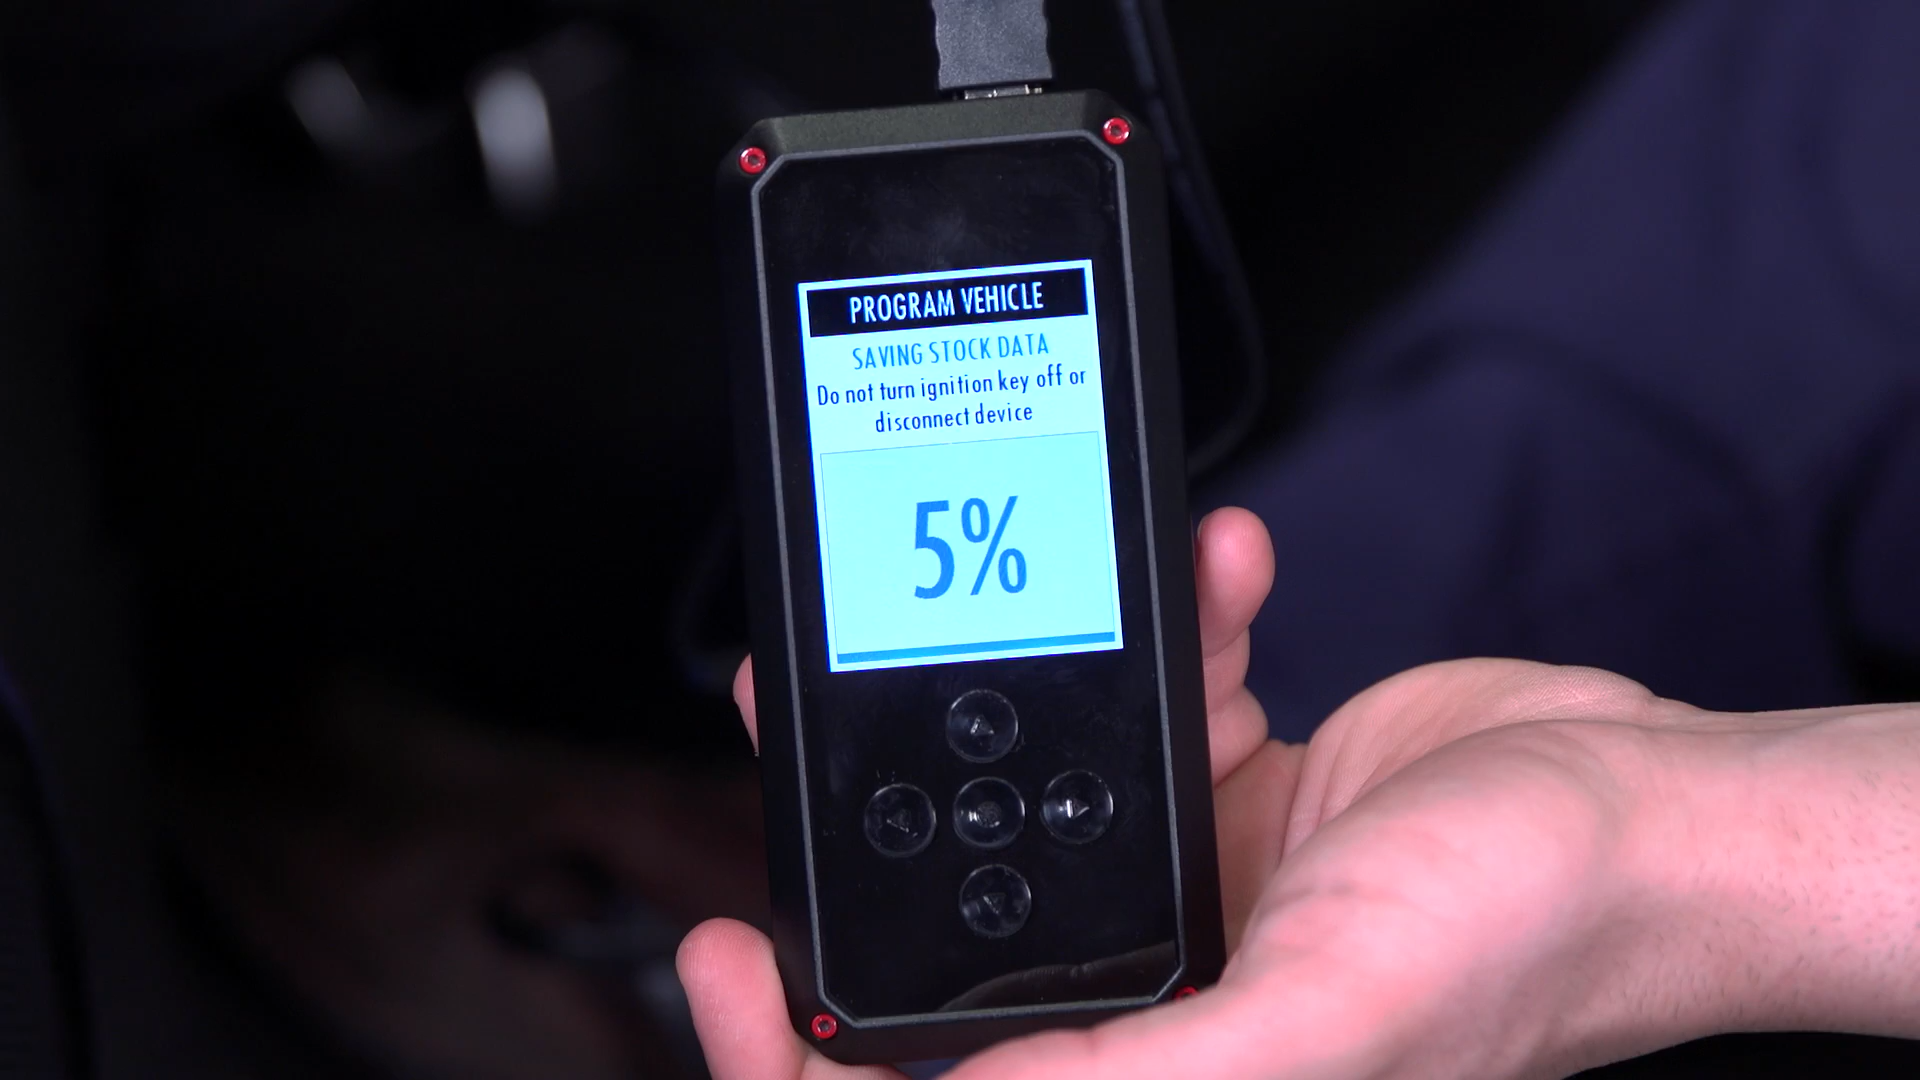 PROGRAM VEHICLE
SAVING STOCK DATA
Do not turn ignition key off or
disconnect device
5%